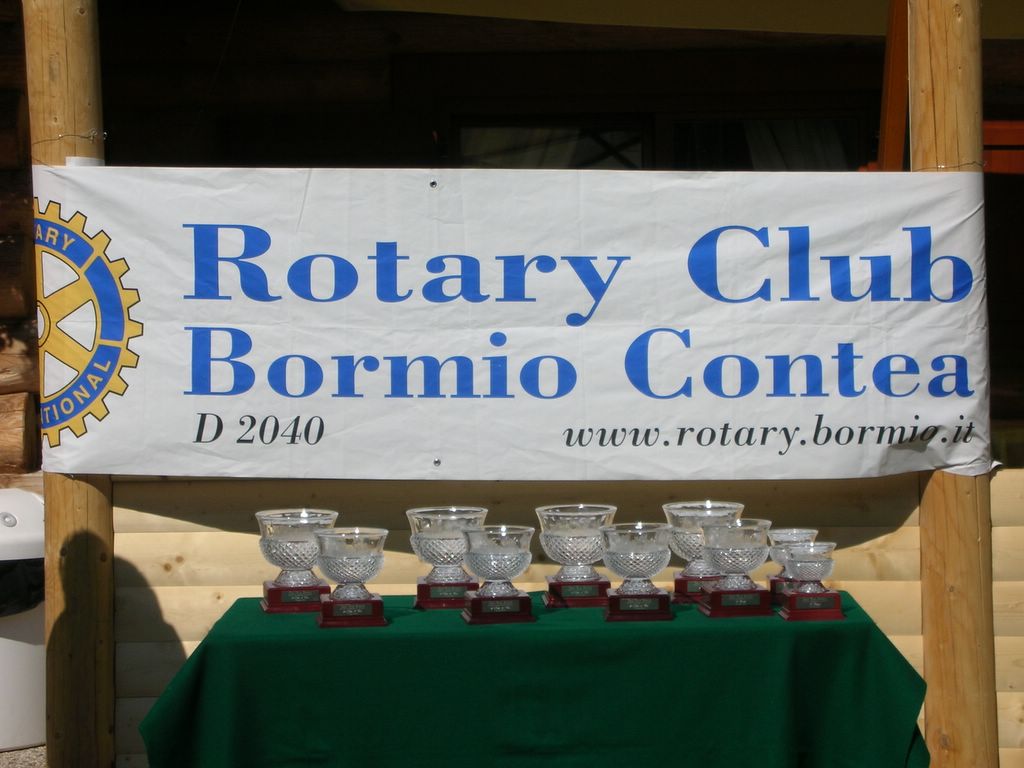 ARY
TIONAL
Rotary Club
Bormio Contea
D 2040
www.rotary.bormio.it